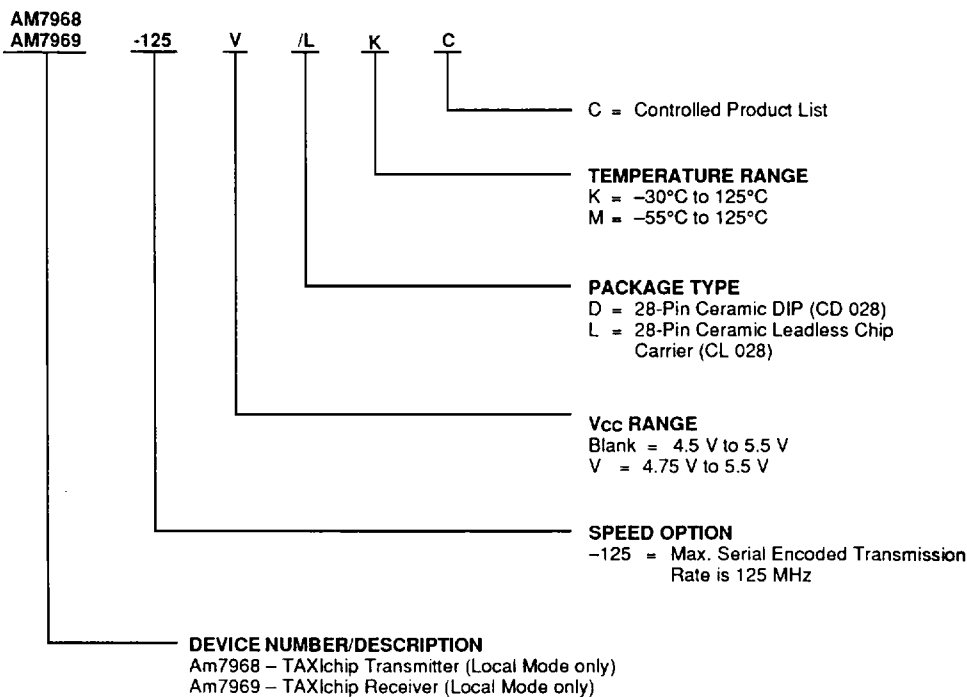 AM7968
AM7969 -125 V /L K C
C = Controlled Product List
TEMPERATURE RANGE
K = –30°C to 125°C
M = –55°C to 125°C
PACKAGE TYPE
D = 28-Pin Ceramic DIP (CD 028)
L = 28-Pin Ceramic Leadless Chip
Carrier (CL 028)
Vcc RANGE
Blank = 4.5 V to 5.5 V
V = 4.75 V to 5.5 V
SPEED OPTION
–125 = Max. Serial Encoded Transmission
Rate is 125 MHz
DEVICE NUMBER/DESCRIPTION
Am7968 – TAXIchip Transmitter (Local Mode only)
Am7969 – TAXIchip Receiver (Local Mode only)